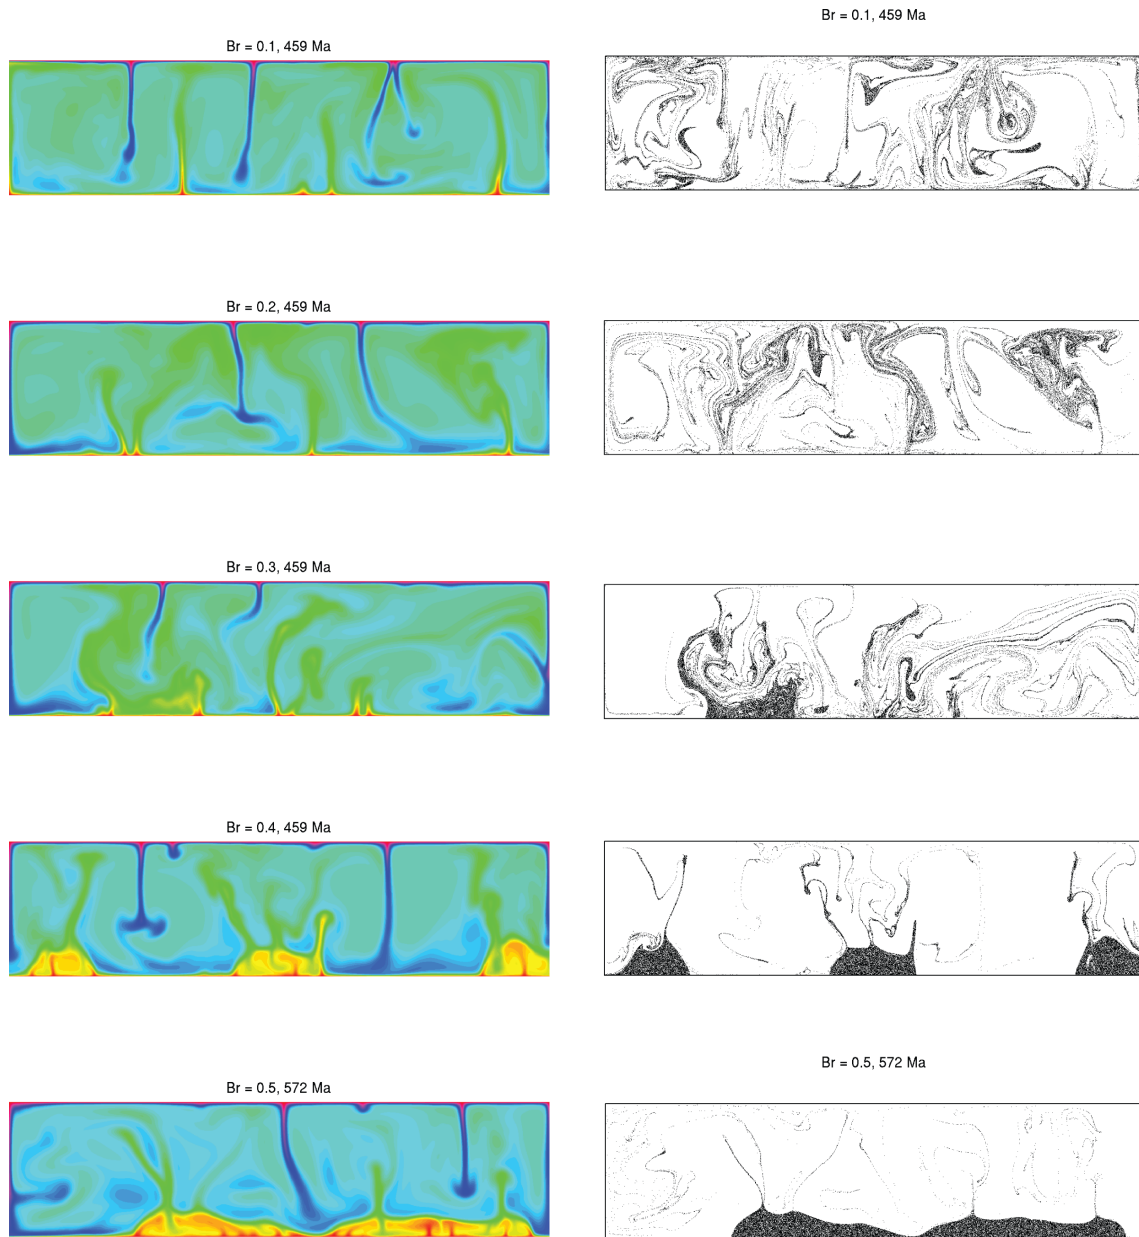 Br = 0.1, 459 Ma
Br = 0.1, 459 Ma
Br = 0.2, 459 Ma
Br = 0.3, 459 Ma
Br = 0.4, 459 Ma
Br = 0.5, 572 Ma
Br = 0.5, 572 Ma